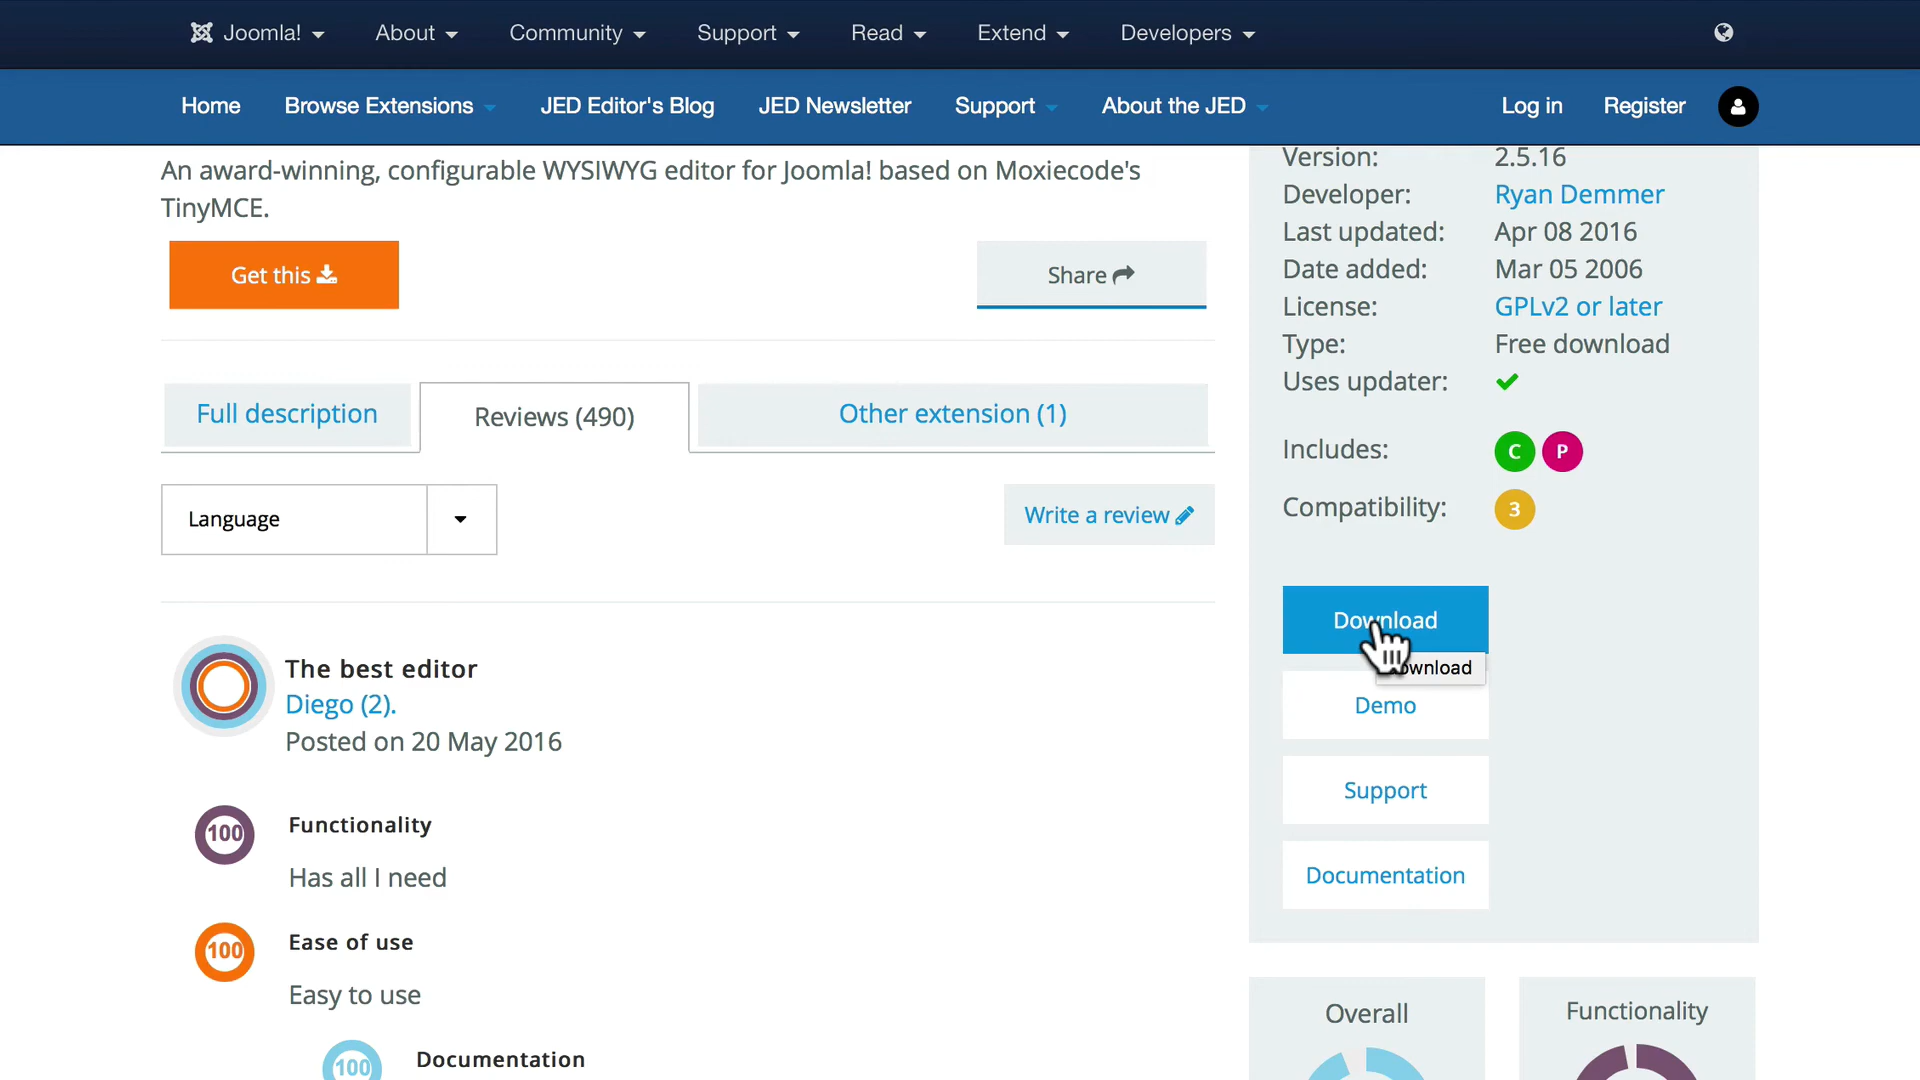 Joomla! About Community Support Read Extend Developers
Home Browse Extensions JED Editor's Blog JED Newsletter Support About the JED Log in Register
An award-winning, configurable WYSIWYG editor for Joomla! based on Moxiecode's
TinyMCE.
Get this
Share
Full description
Reviews (490)
Other extension (1)
Language
Write a review
The best editor
Diego (2).
Posted on 20 May 2016
100 Functionality
Has all I need
100 Ease of use
Easy to use
100 Documentation
Version: 2.5.16
Developer: Ryan Demmer
Last updated: Apr 08 2016
Date added: Mar 05 2006
License: GPLv2 or later
Type: Free download
Uses updater:
Includes: C P
Compatibility: 3
Download
ownload
Demo
Support
Documentation
Overall
Functionality